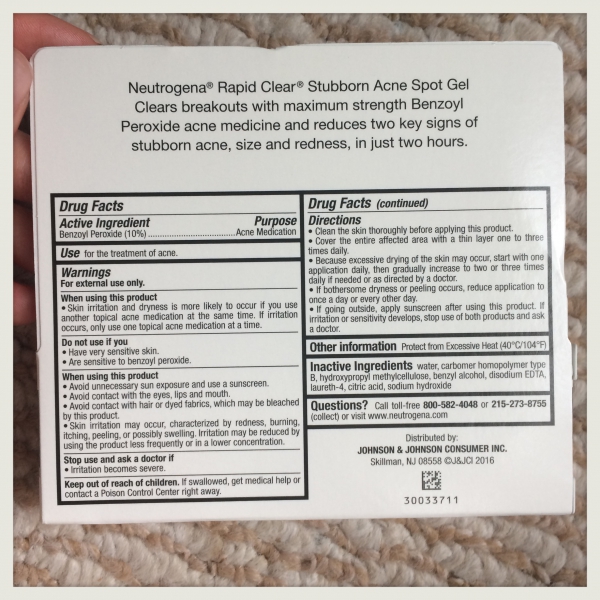 Neutrogena® Rapid Clear® Stubborn Acne Spot Gel
Clears breakouts with maximum strength Benzoyl
Peroxide acne medicine and reduces two key signs of
stubborn acne, size and redness, in just two hours.
Drug Facts
Active Ingredient Purpose
Benzoyl Peroxide (10%)..........................Acne Medication
Use for the treatment of acne.
Warnings
For external use only.
When using this product
• Skin irritation and dryness is more likely to occur if you use
another topical acne medication at the same time. If irritation
occurs, only use one topical acne medication at a time.
Do not use if you
• Have very sensitive skin.
• Are sensitive to benzoyl peroxide.
When using this product
• Avoid unnecessary sun exposure and use a sunscreen.
• Avoid contact with the eyes, lips and mouth.
• Avoid contact with hair or dyed fabrics, which may be bleached
by this product.
• Skin irritation may occur, characterized by redness, burning,
itching, peeling, or possibly swelling. Irritation may be reduced by
using the product less frequently or in a lower concentration.
Stop use and ask a doctor if
• Irritation becomes severe.
Keep out of reach of children. If swallowed, get medical help or
contact a Poison Control Center right away.
Drug Facts (continued)
Directions
• Clean the skin thoroughly before applying this product.
• Cover the entire affected area with a thin layer one to three
times daily.
• Because excessive drying of the skin may occur, start with one
application daily, then gradually increase to two or three times
daily if needed or as directed by a doctor.
• If bothersome dryness or peeling occurs, reduce application to
once a day or every other day.
• If going outside, apply sunscreen after using this product. If
irritation or sensitivity develops, stop use of both products and ask
a doctor.
Other information Protect from Excessive Heat (40°C/104°F)
Inactive Ingredients water, carbomer homopolymer type
B, hydroxypropyl methylcellulose, benzyl alcohol, disodium EDTA,
laureth-4, citric acid, sodium hydroxide
Questions? Call toll-free 800-582-4048 or 215-273-8755
(collect) or visit www.neutrogena.com
Distributed by:
JOHNSON & JOHNSON CONSUMER INC.
Skillman, NJ 08558 ©J&JCI 2016
30033711